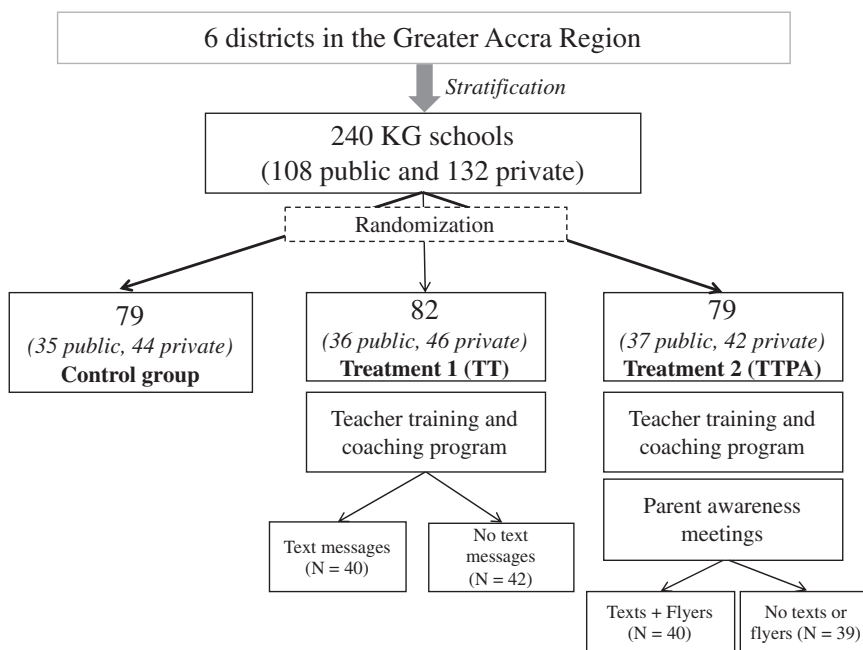 6 districts in the Greater Accra Region
Stratification
240 KG schools
(108 public and 132 private)
Randomization
79
(35 public, 44 private)
Control group
82
(36 public, 46 private)
Treatment 1 (TT)
79
(37 public, 42 private)
Treatment 2 (TTPA)
Teacher training and
coaching program
Teacher training and
coaching program
Parent awareness
meetings
Text messages
(N = 40)
No text
messages
(N = 42)
Texts + Flyers
(N = 40)
No texts or
flyers (N = 39)